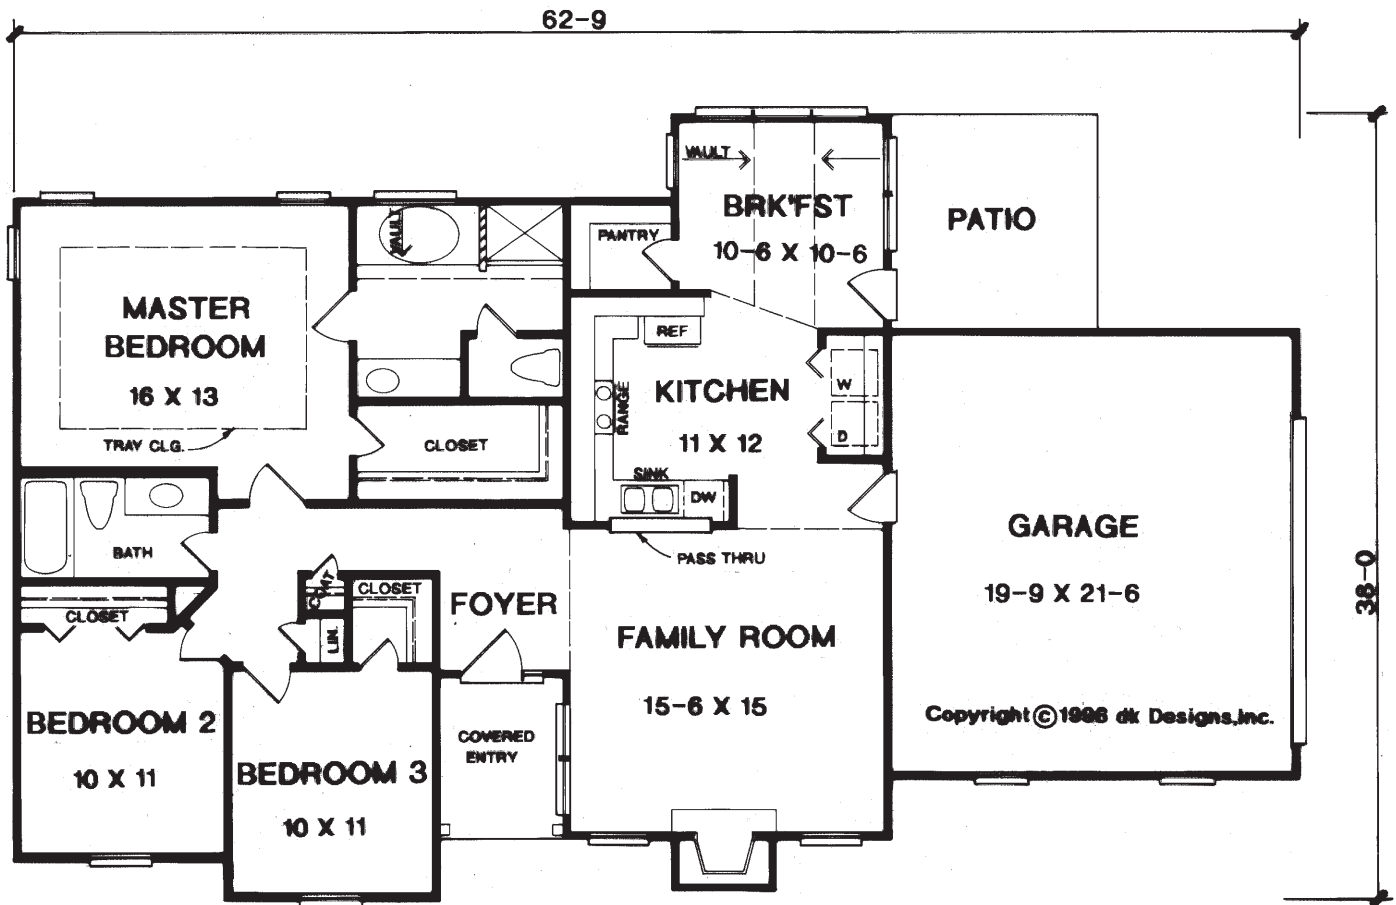 62-9
VAULT
BRK'FST
10-6 X 10-6
PATIO
PANTRY
VAULT
MASTER
BEDROOM
16 X 13
TRAY CLG.
REF
KITCHEN
11 X 12
RANGE
W
D
CLOSET
SINK
DW
PASS THRU
BATH
GARAGE
19-9 X 21-6
38-0
COAT
CLOSET
LIN.
FOYER
CLOSET
FAMILY ROOM
15-6 X 15
BEDROOM 2
10 X 11
BEDROOM 3
10 X 11
COVERED
ENTRY
Copyright © 1996 dk Designs,inc.